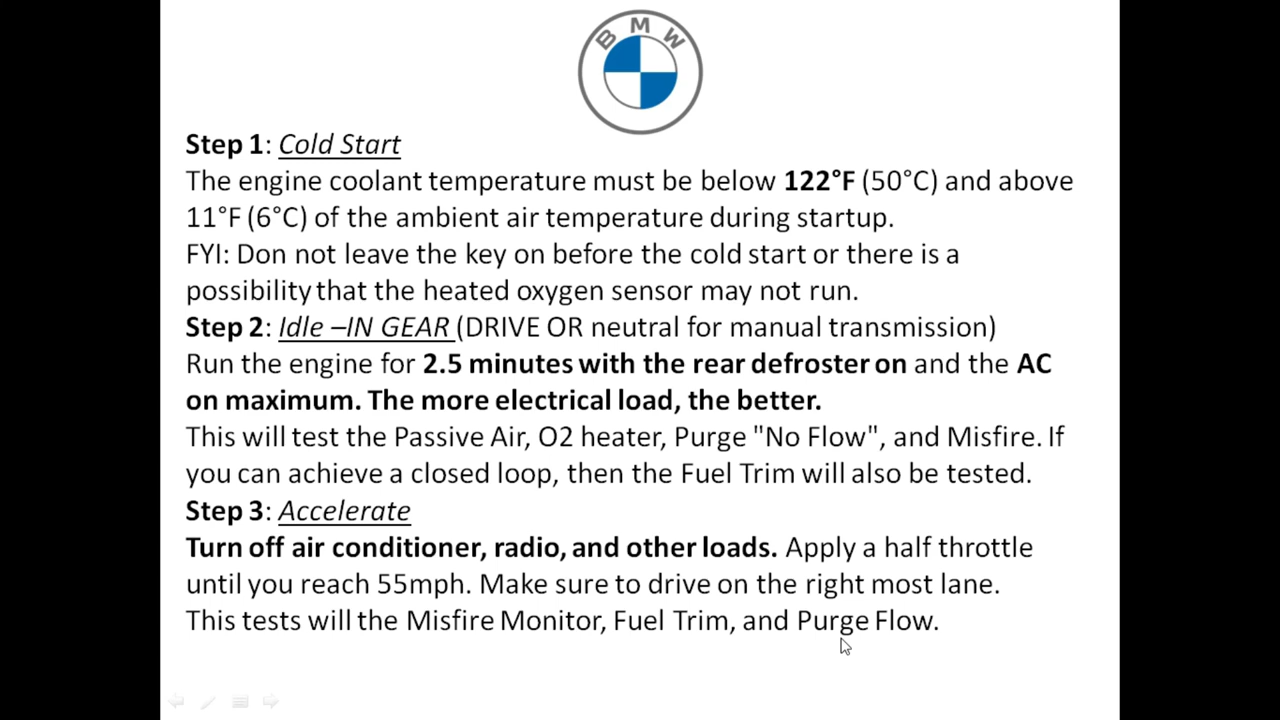 BMW
Step 1: Cold Start
The engine coolant temperature must be below 122°F (50°C) and above
11°F (6°C) of the ambient air temperature during startup.
FYI: Don not leave the key on before the cold start or there is a
possibility that the heated oxygen sensor may not run.
Step 2: Idle –IN GEAR (DRIVE OR neutral for manual transmission)
Run the engine for 2.5 minutes with the rear defroster on and the AC
on maximum. The more electrical load, the better.
This will test the Passive Air, O2 heater, Purge "No Flow", and Misfire. If
you can achieve a closed loop, then the Fuel Trim will also be tested.
Step 3: Accelerate
Turn off air conditioner, radio, and other loads. Apply a half throttle
until you reach 55mph. Make sure to drive on the right most lane.
This tests will the Misfire Monitor, Fuel Trim, and Purge Flow.